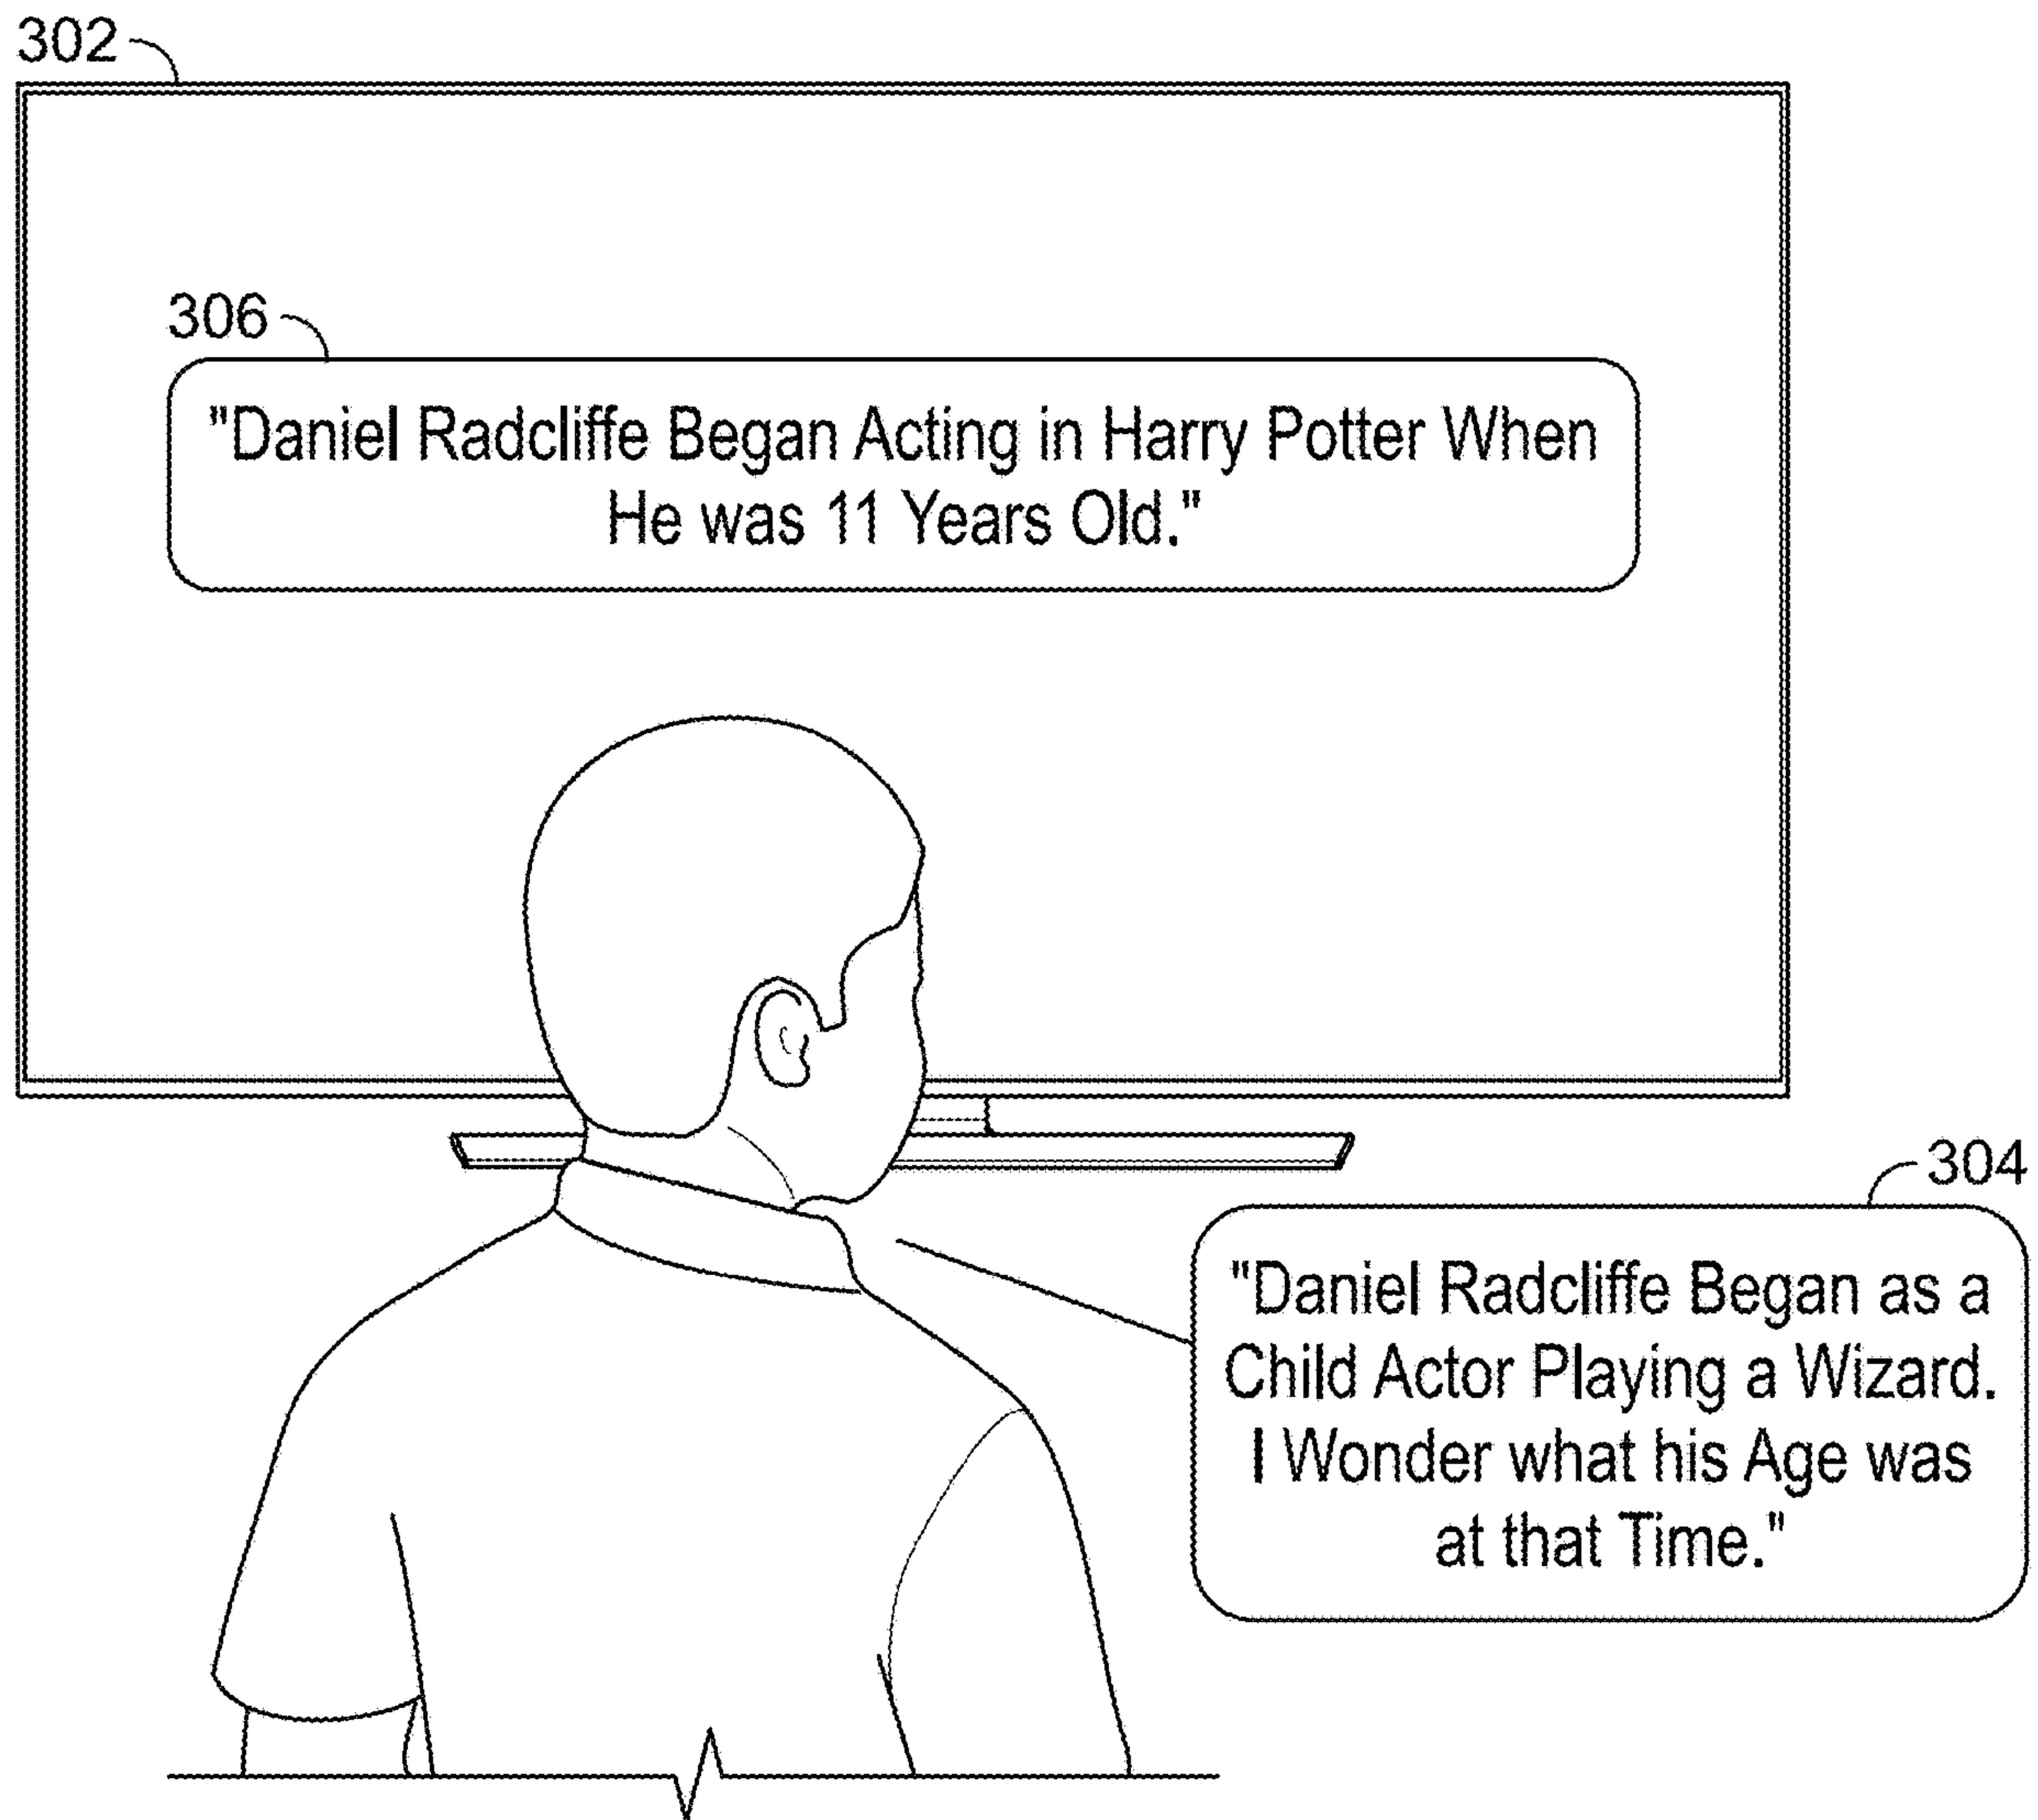 302
306
"Daniel Radcliffe Began Acting in Harry Potter When
He was 11 Years Old."
304
"Daniel Radcliffe Began as a
Child Actor Playing a Wizard.
I Wonder what his Age was
at that Time."